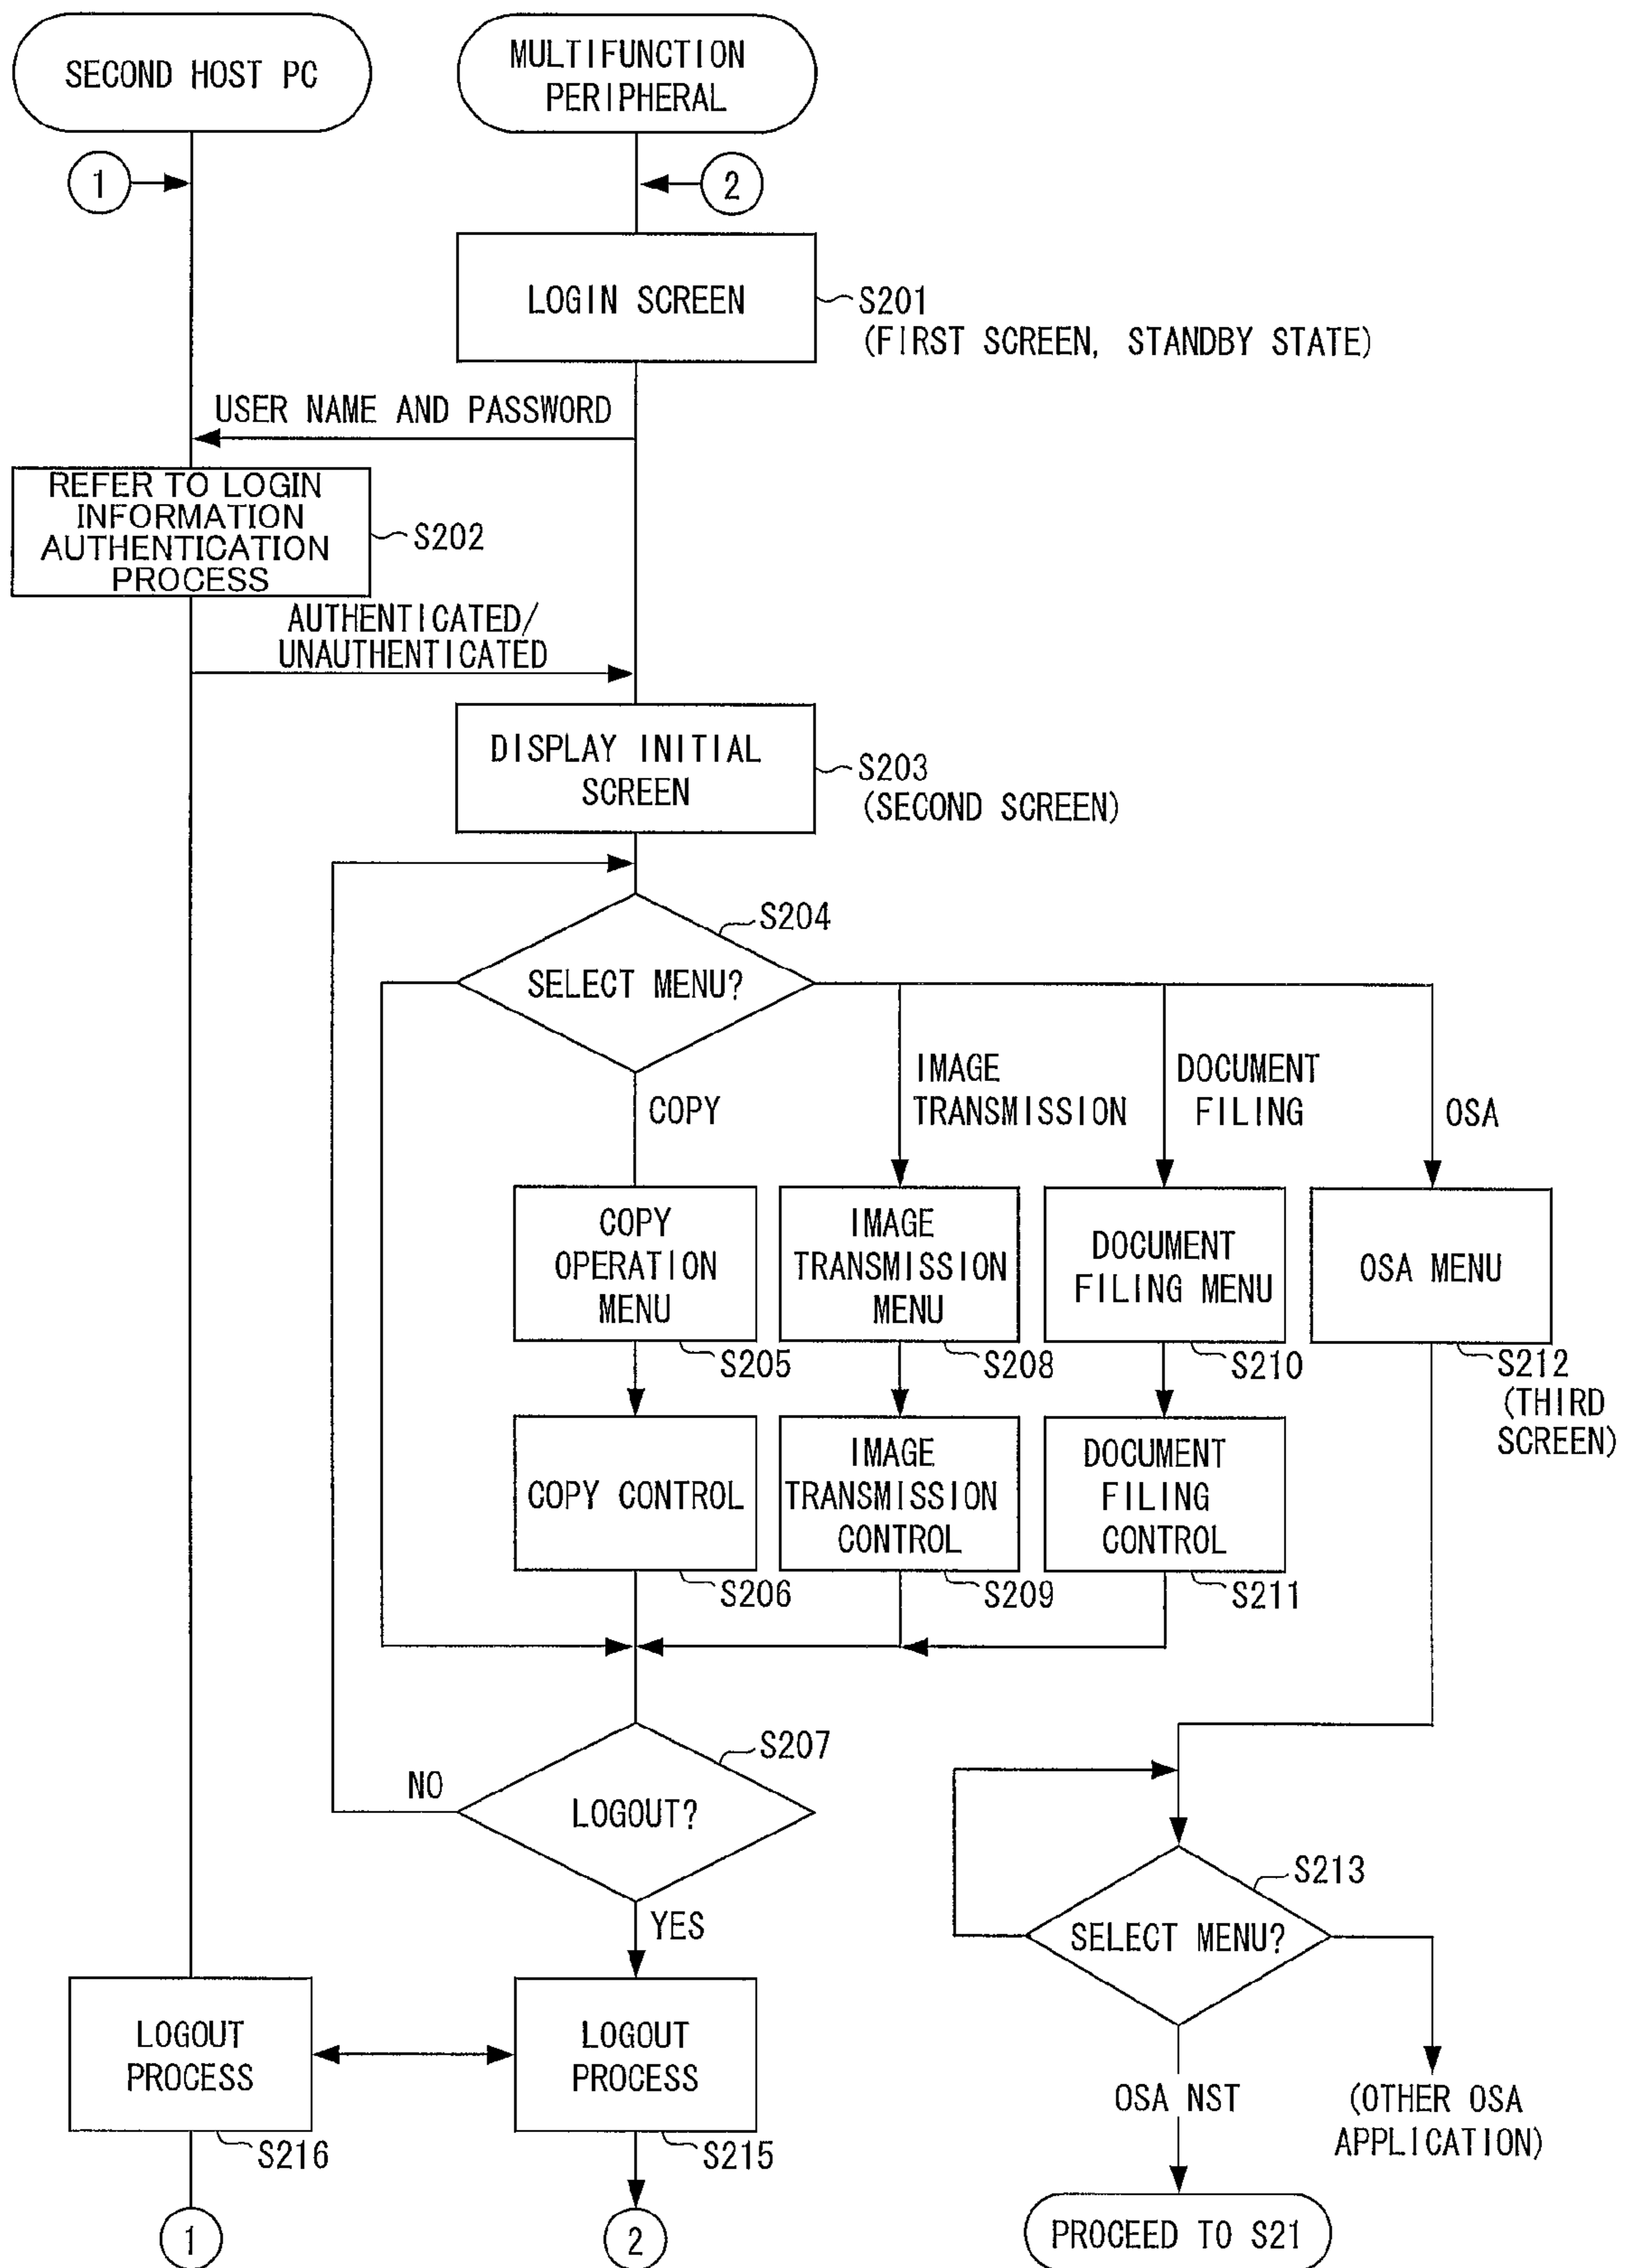 SECOND HOST PC
MULTIFUNCTION
PERIPHERAL
1
2
LOGIN SCREEN
S201
(FIRST SCREEN, STANDBY STATE)
USER NAME AND PASSWORD
REFER TO LOGIN
INFORMATION
AUTHENTICATION
PROCESS
S202
AUTHENTICATED/
UNAUTHENTICATED
DISPLAY INITIAL
SCREEN
S203
(SECOND SCREEN)
S204
SELECT MENU?
COPY
IMAGE
TRANSMISSION
DOCUMENT
FILING
OSA
COPY
OPERATION
MENU
S205
IMAGE
TRANSMISSION
MENU
S208
DOCUMENT
FILING MENU
S210
OSA MENU
S212
(THIRD
SCREEN)
COPY CONTROL
S206
IMAGE
TRANSMISSION
CONTROL
S209
DOCUMENT
FILING
CONTROL
S211
S207
NO
LOGOUT?
YES
S213
SELECT MENU?
LOGOUT
PROCESS
S216
LOGOUT
PROCESS
S215
OSA NST
(OTHER OSA
APPLICATION)
1
2
PROCEED TO S21